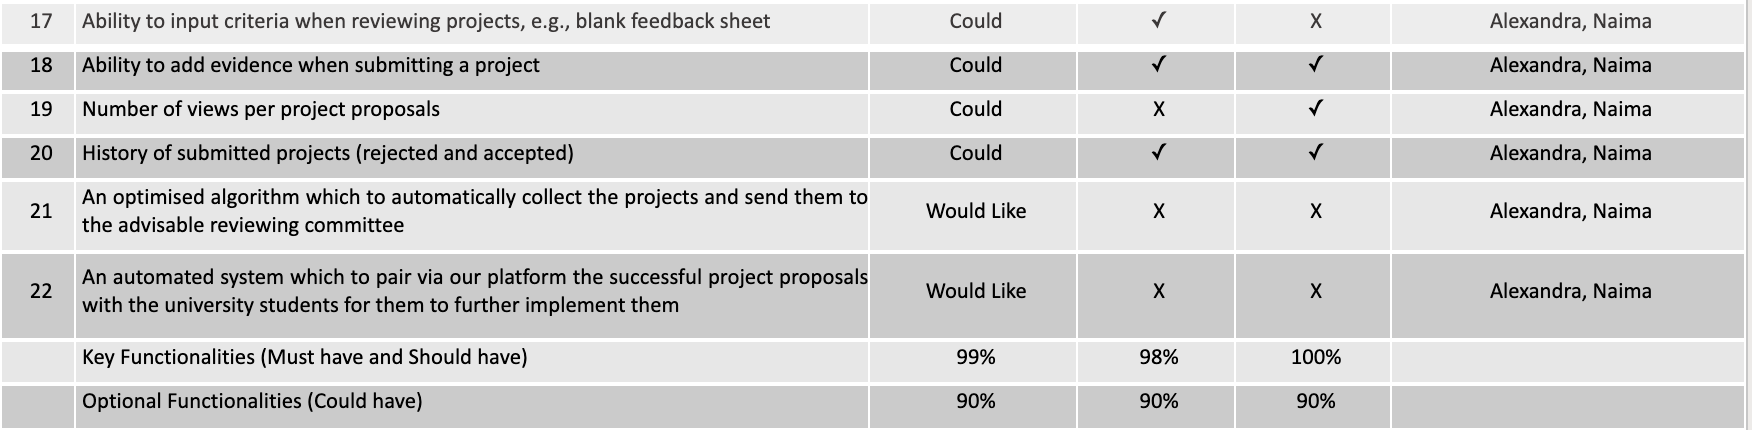 17 Ability to input criteria when reviewing projects, e.g., blank feedback sheet Could ✓ X Alexandra, Naima
18 Ability to add evidence when submitting a project Could ✓ ✓ Alexandra, Naima
19 Number of views per project proposals Could X ✓ Alexandra, Naima
20 History of submitted projects (rejected and accepted) Could ✓ ✓ Alexandra, Naima
21 An optimised algorithm which to automatically collect the projects and send them to
the advisable reviewing committee Would Like X X Alexandra, Naima
22 An automated system which to pair via our platform the successful project proposals
with the university students for them to further implement them Would Like X X Alexandra, Naima
Key Functionalities (Must have and Should have) 99% 98% 100%
Optional Functionalities (Could have) 90% 90% 90%